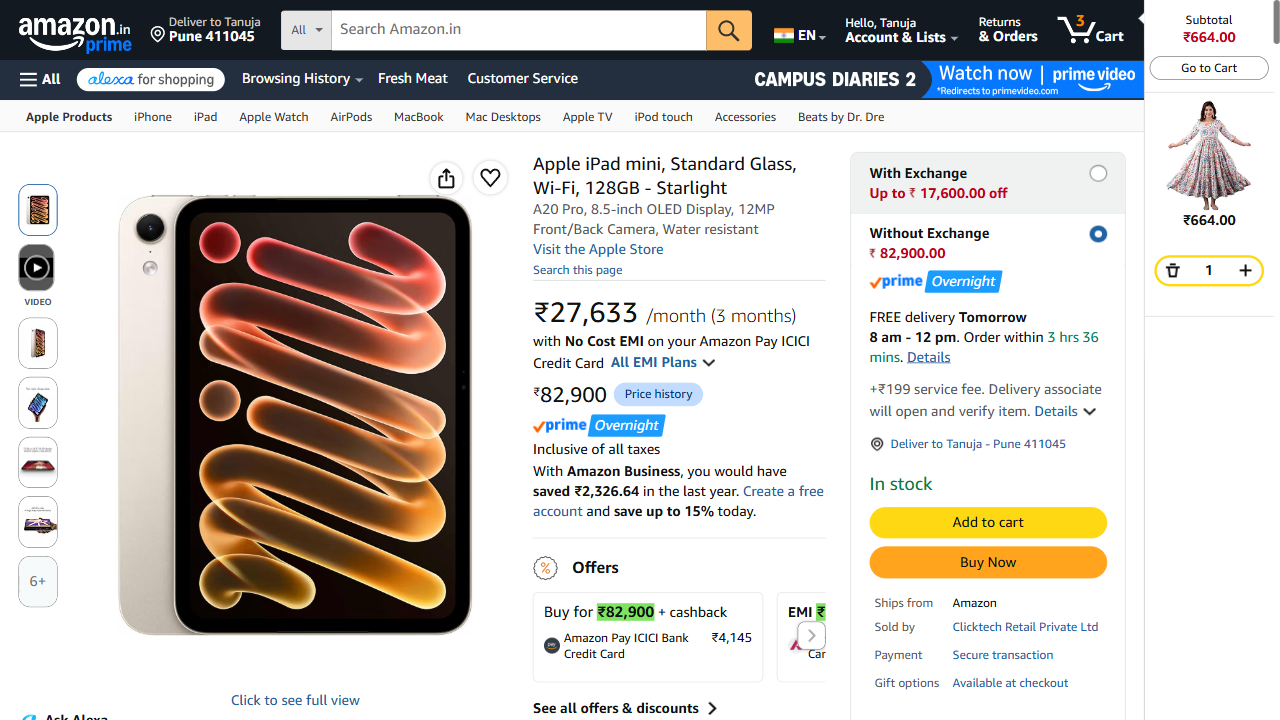 amazon.in
prime
Deliver to Tanuja
Pune 411045
All
Search Amazon.in
EN
Hello, Tanuja
Account & Lists
Returns
& Orders
3
Cart
Subtotal
₹664.00
Go to Cart
₹664.00
1
All
alexa for shopping
Browsing History
Fresh Meat
Customer Service
CAMPUS DIARIES 2
Watch now | prime video
*Redirects to primevideo.com
Apple Products
iPhone
iPad
Apple Watch
AirPods
MacBook
Mac Desktops
Apple TV
iPod touch
Accessories
Beats by Dr. Dre
VIDEO
6+
Click to see full view
Ask Alexa
Apple iPad mini, Standard Glass,
Wi-Fi, 128GB - Starlight
A20 Pro, 8.5-inch OLED Display, 12MP
Front/Back Camera, Water resistant
Visit the Apple Store
Search this page
₹27,633 /month (3 months)
with No Cost EMI on your Amazon Pay ICICI
Credit Card All EMI Plans
₹82,900 Price history
prime Overnight
Inclusive of all taxes
With Amazon Business, you would have
saved ₹2,326.64 in the last year. Create a free
account and save up to 15% today.
% Offers
Buy for ₹82,900 + cashback
pay
Amazon Pay ICICI Bank
Credit Card
₹4,145
EMI ₹
Car
See all offers & discounts
With Exchange
Up to ₹ 17,600.00 off
Without Exchange
₹ 82,900.00
prime Overnight
FREE delivery Tomorrow
8 am - 12 pm. Order within 3 hrs 36
mins. Details
+₹199 service fee. Delivery associate
will open and verify item. Details
Deliver to Tanuja - Pune 411045
In stock
Add to cart
Buy Now
Ships from Amazon
Sold by Clicktech Retail Private Ltd
Payment Secure transaction
Gift options Available at checkout